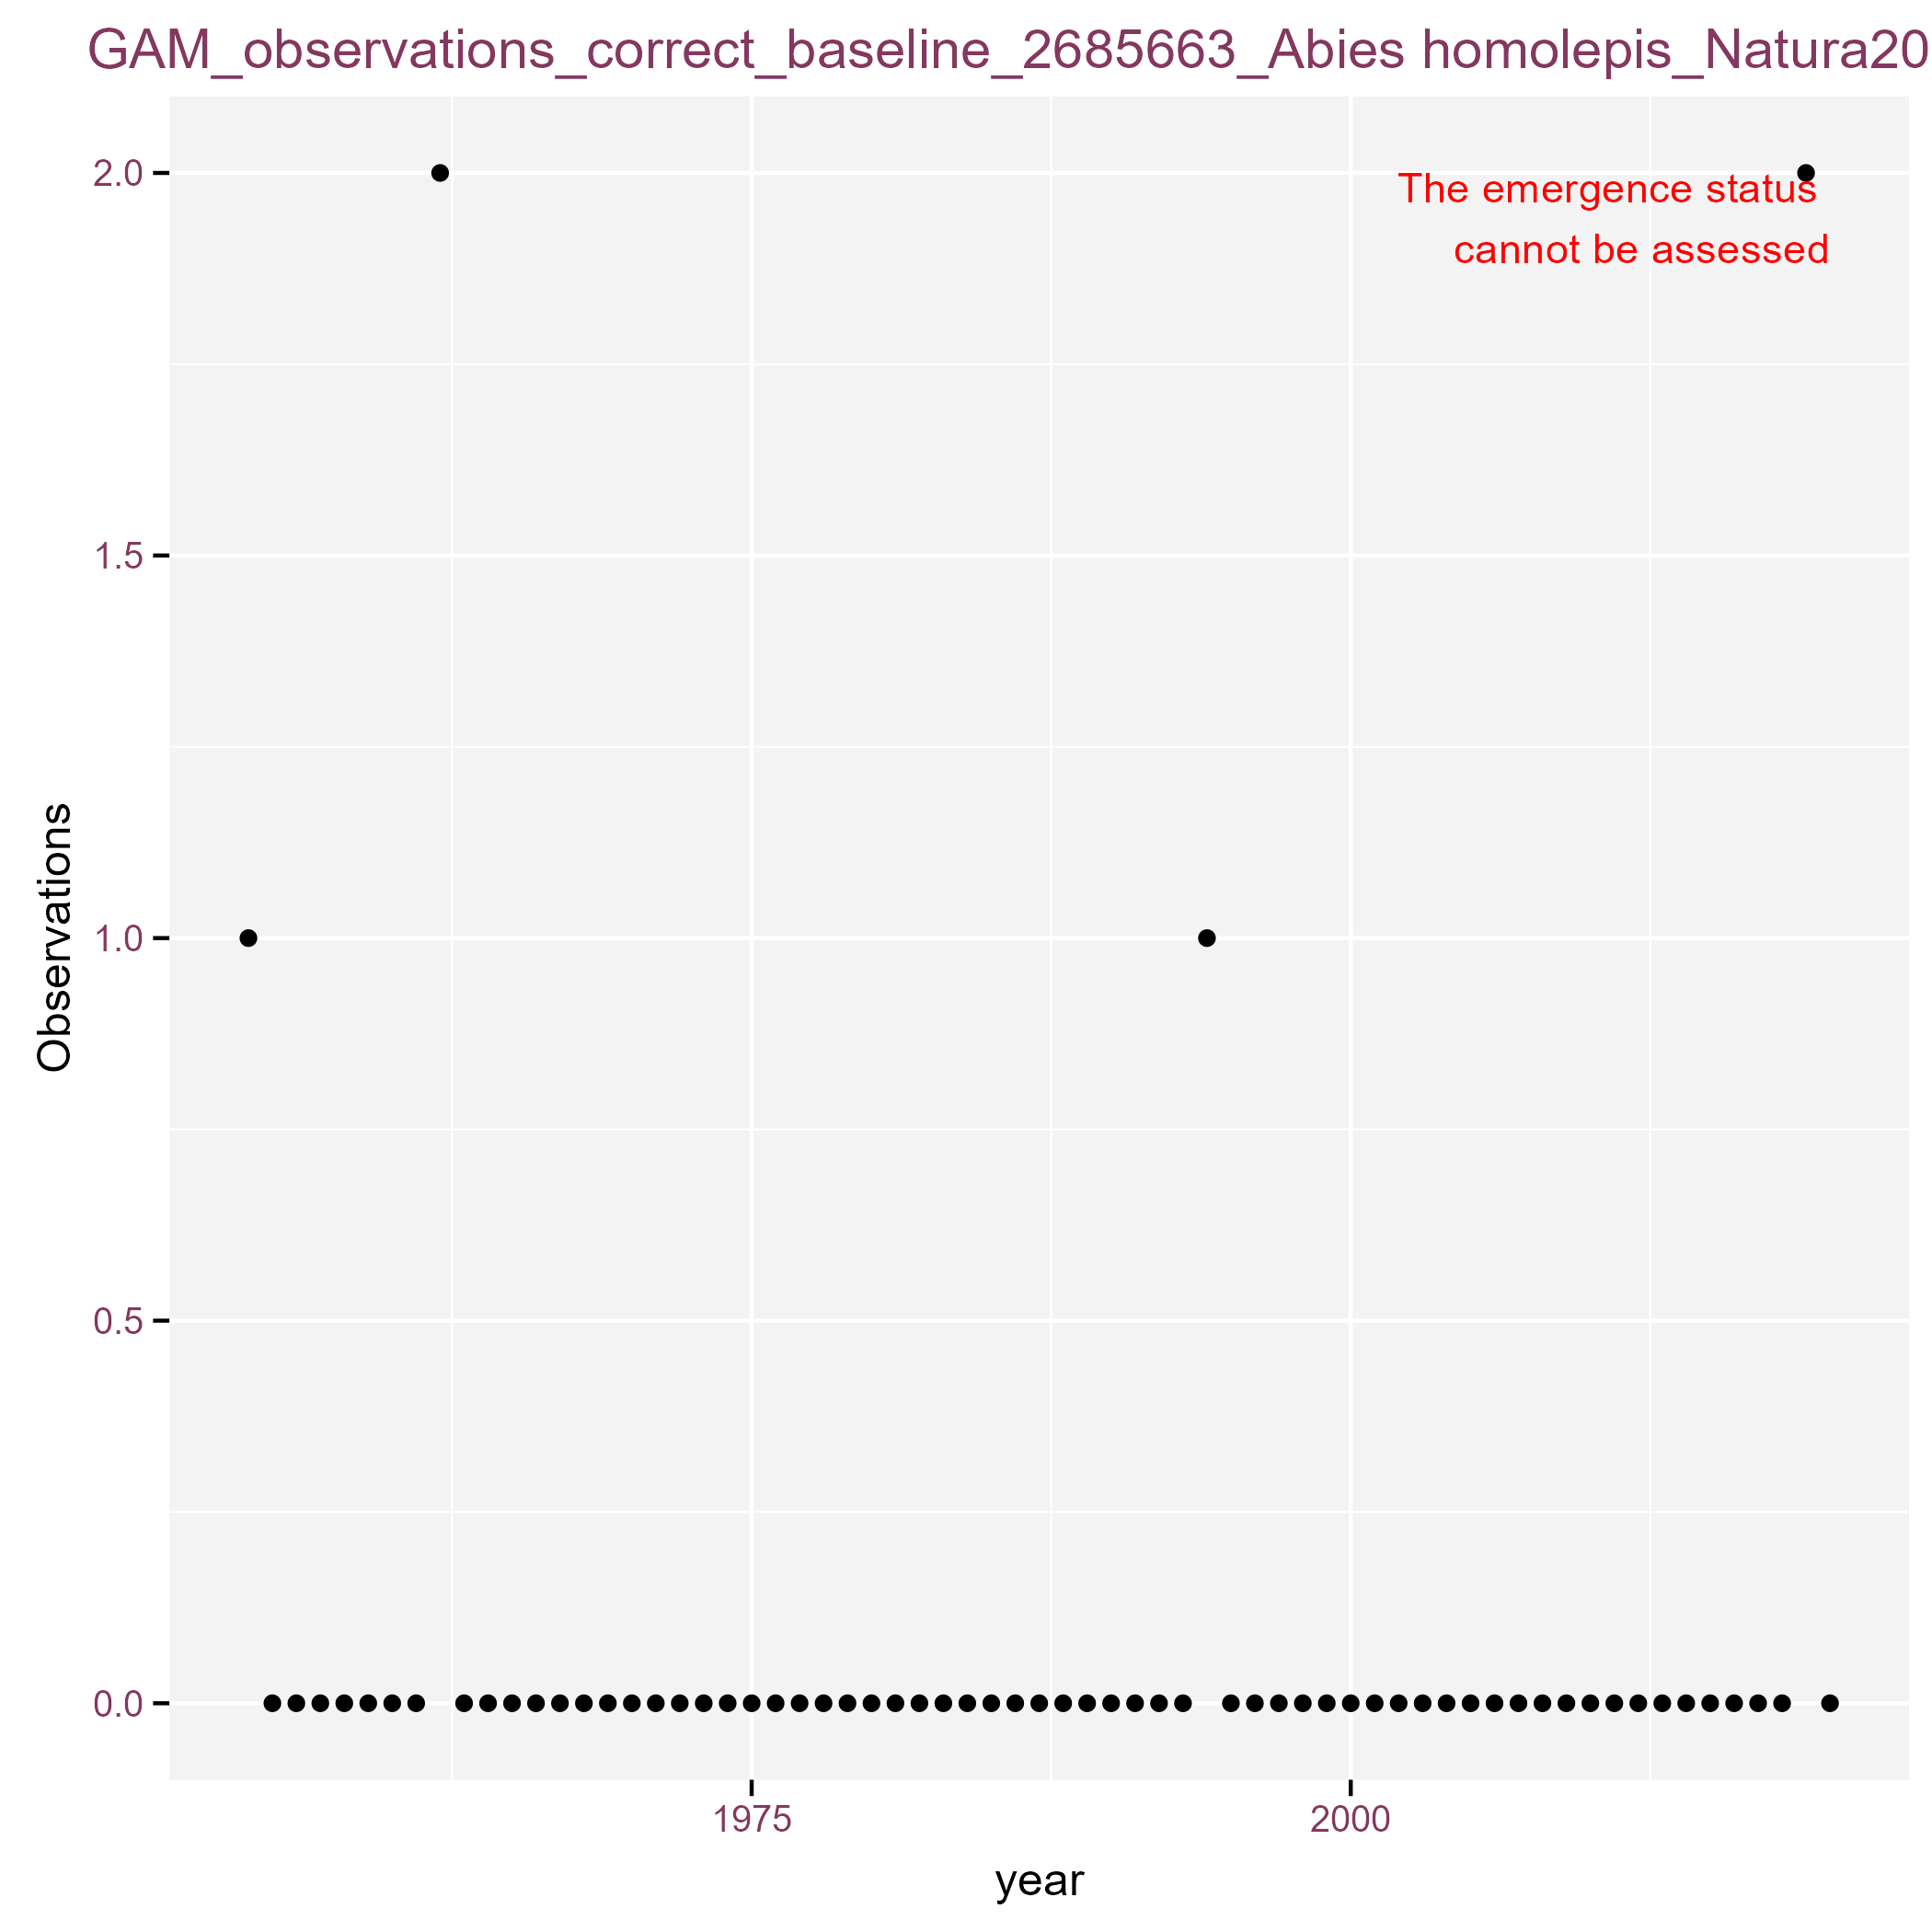 GAM_observations_correct_baseline_2685663_Abies homolepis_Natura20
2.0
The emergence status
cannot be assessed
1.5
1.0
0.5
0.0
Observations
1975
2000
year